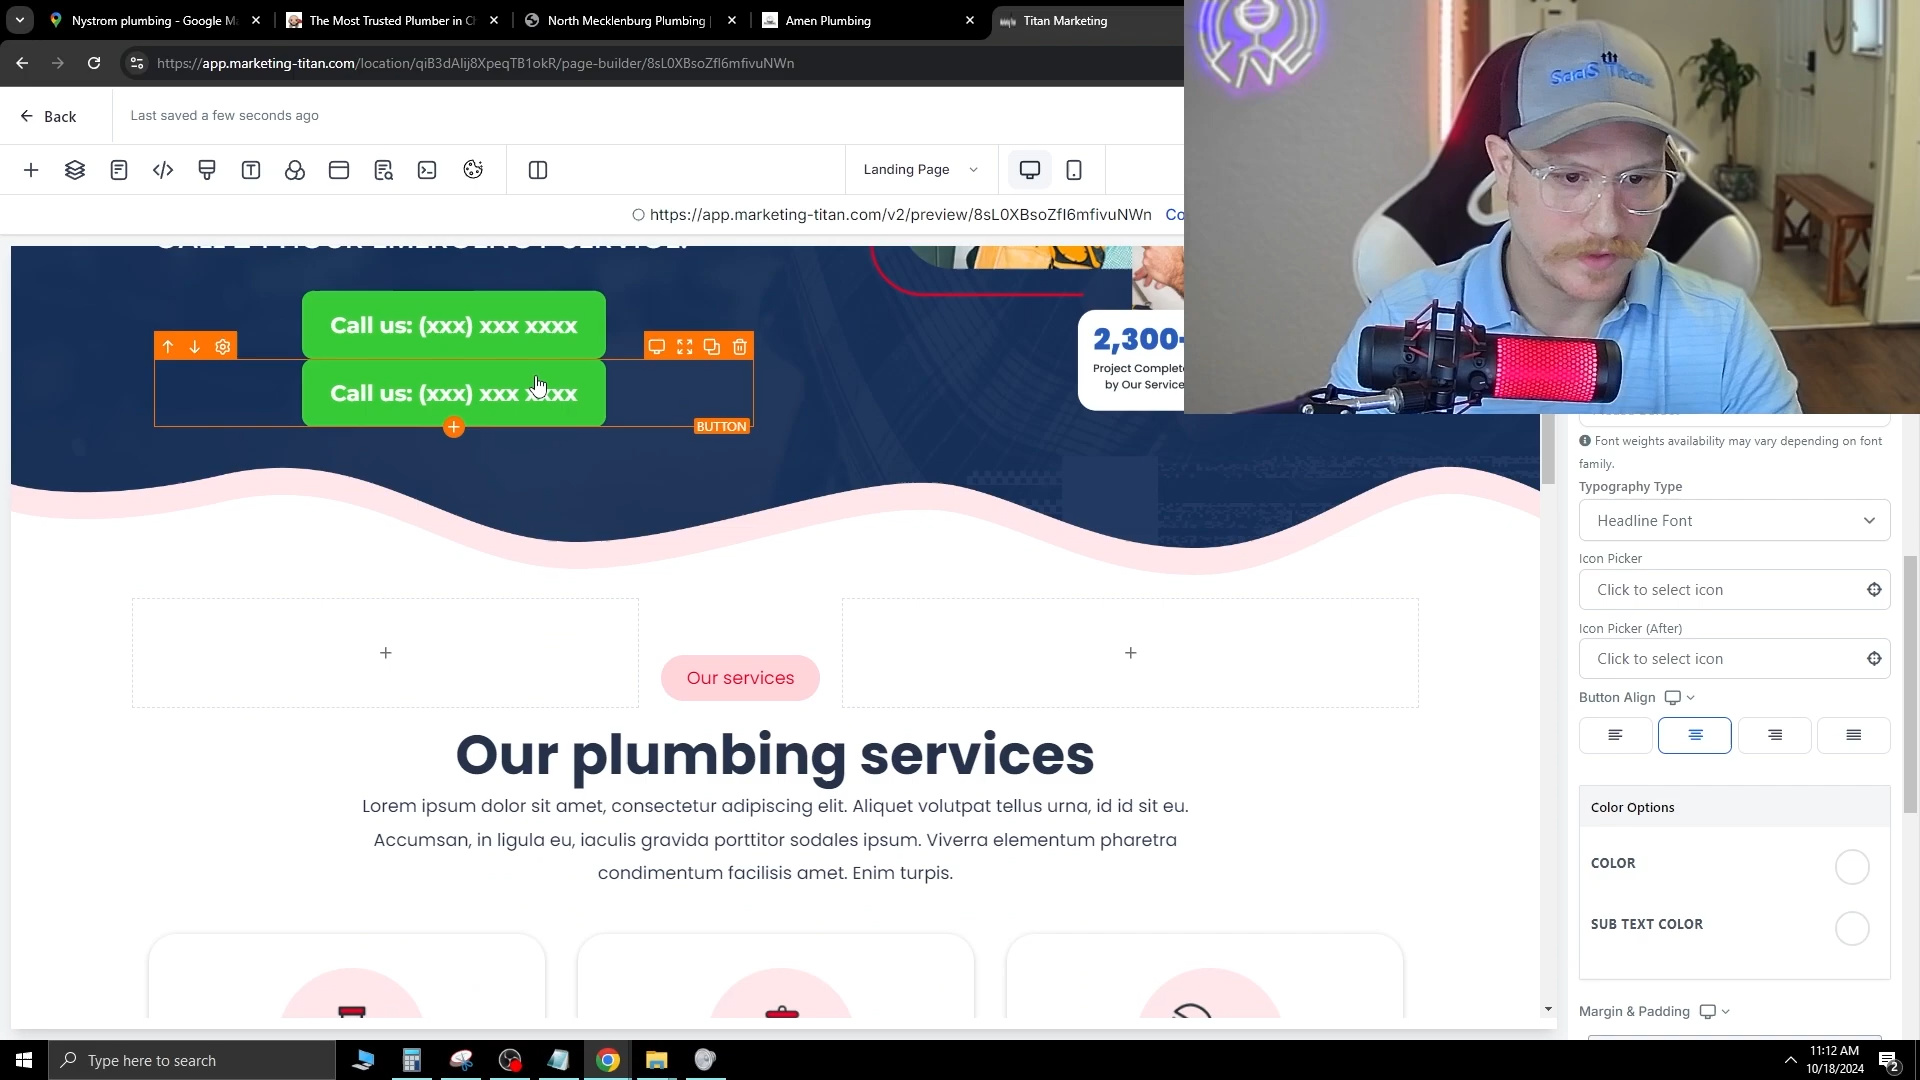 Nystrom plumbing - Google Ma
The Most Trusted Plumber in Ch
North Mecklenburg Plumbing |
Amen Plumbing
Titan Marketing
https://app.marketing-titan.com/location/qiB3dAlij8XpeqTB1okR/page-builder/8sL0XBsoZfI6mfivuNWn
Back
Last saved a few seconds ago
Landing Page
https://app.marketing-titan.com/v2/preview/8sL0XBsoZfI6mfivuNWn Co
SaaS Titans
Call us: (xxx) xxx xxxx
Call us: (xxx) xxx xxxx
BUTTON
2,300+
Project Complete
by Our Service
Our services
Our plumbing services
Lorem ipsum dolor sit amet, consectetur adipiscing elit. Aliquet volutpat tellus urna, id id sit eu.
Accumsan, in ligula eu, iaculis gravida porttitor sodales ipsum. Viverra elementum pharetra
condimentum facilisis amet. Enim turpis.
Font weights availability may vary depending on font
family.
Typography Type
Headline Font
Icon Picker
Click to select icon
Icon Picker (After)
Click to select icon
Button Align
Color Options
COLOR
SUB TEXT COLOR
Margin & Padding
Type here to search
11:12 AM
10/18/2024
2